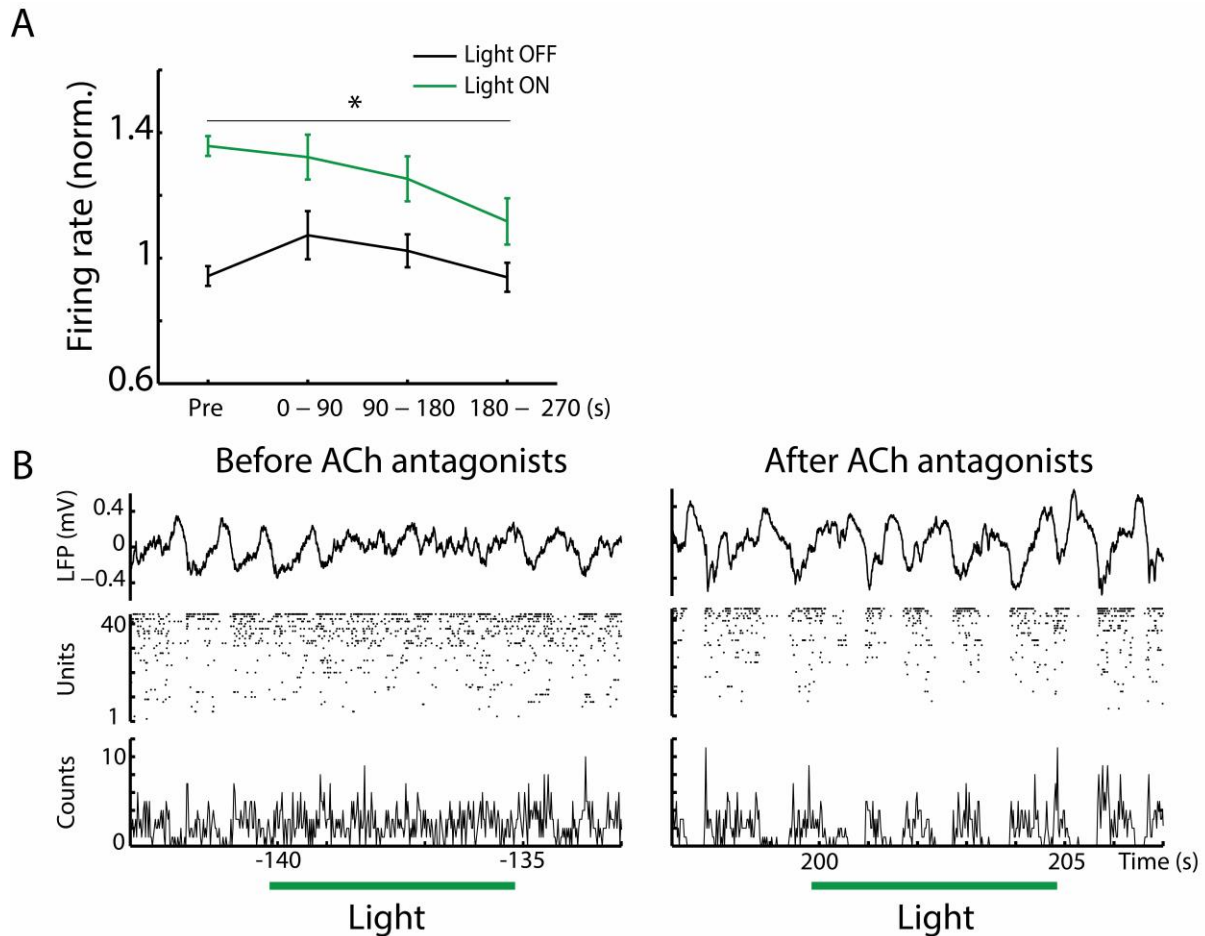 A
Light OFF
Light ON
*
Firing rate (norm.)
1.4
1
0.6
Pre
0 – 90
90 – 180
180 – 270 (s)
B
Before ACh antagonists
After ACh antagonists
LFP (mV)
0.4
0
−0.4
Units
40
1
Counts
10
0
-140
-135
200
205
Time (s)
Light
Light